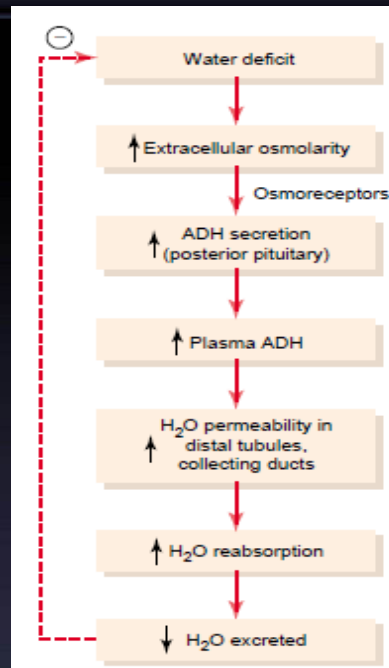 −
Water deficit
↑ Extracellular osmolarity
Osmoreceptors
ADH secretion
↑ (posterior pituitary)
↑ Plasma ADH
H₂O permeability in
↑ distal tubules,
collecting ducts
↑ H₂O reabsorption
↓ H₂O excreted